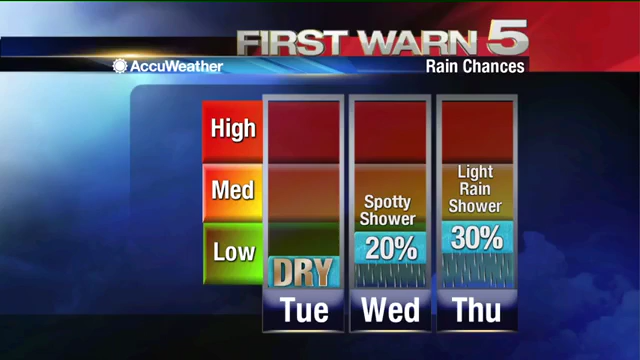 FIRST WARN 5
AccuWeather
Rain Chances
High
Med
Low
DRY
Spotty
Shower
20%
Light
Rain
Shower
30%
Tue
Wed
Thu